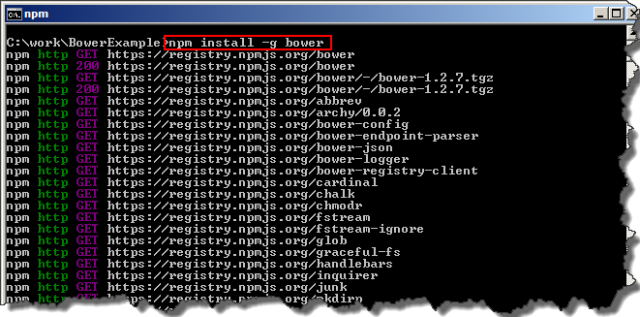 npm
C:\work\BowerExample>npm install -g bower
npm http GET https://registry.npmjs.org/bower
npm http 200 https://registry.npmjs.org/bower
npm http GET https://registry.npmjs.org/bower/-/bower-1.2.7.tgz
npm http 200 https://registry.npmjs.org/bower/-/bower-1.2.7.tgz
npm http GET https://registry.npmjs.org/abbrev
npm http GET https://registry.npmjs.org/archy/0.0.2
npm http GET https://registry.npmjs.org/bower-config
npm http GET https://registry.npmjs.org/bower-endpoint-parser
npm http GET https://registry.npmjs.org/bower-json
npm http GET https://registry.npmjs.org/bower-logger
npm http GET https://registry.npmjs.org/bower-registry-client
npm http GET https://registry.npmjs.org/cardinal
npm http GET https://registry.npmjs.org/chalk
npm http GET https://registry.npmjs.org/chmodr
npm http GET https://registry.npmjs.org/fstream
npm http GET https://registry.npmjs.org/fstream-ignore
npm http GET https://registry.npmjs.org/glob
npm http GET https://registry.npmjs.org/graceful-fs
npm http GET https://registry.npmjs.org/handlebars
npm http GET https://registry.npmjs.org/inquirer
npm http GET https://registry.npmjs.org/junk
npm http GET https://registry.npmjs.org/mkdirp